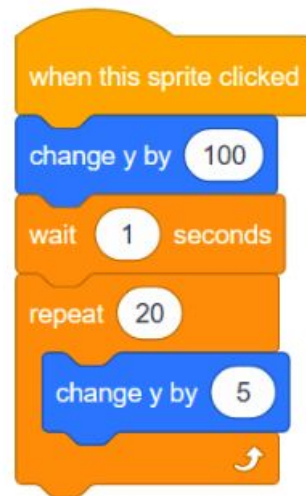 when this sprite clicked
change y by 100
wait 1 seconds
repeat 20
change y by 5